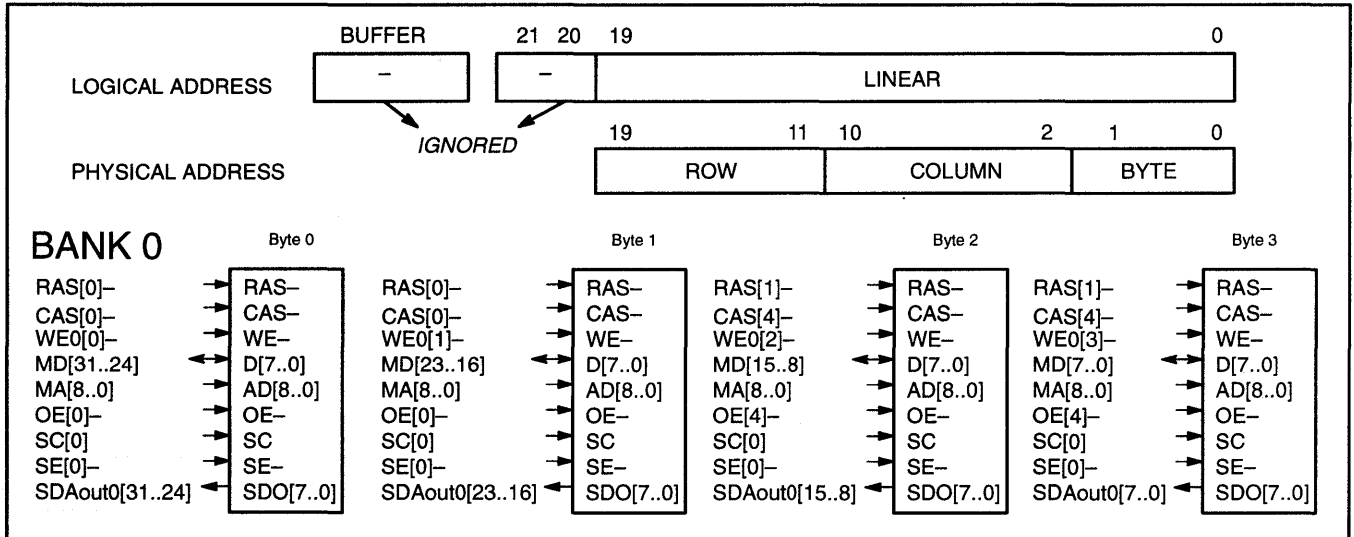 BUFFER 21 20 19 0
LOGICAL ADDRESS – – LINEAR
IGNORED
19 11 10 2 1 0
PHYSICAL ADDRESS ROW COLUMN BYTE
BANK 0 Byte 0 Byte 1 Byte 2 Byte 3
RAS[0]– RAS– RAS[0]– RAS– RAS[1]– RAS– RAS[1]– RAS–
CAS[0]– CAS– CAS[0]– CAS– CAS[4]– CAS– CAS[4]– CAS–
WE0[0]– WE– WE0[1]– WE– WE0[2]– WE– WE0[3]– WE–
MD[31..24] D[7..0] MD[23..16] D[7..0] MD[15..8] D[7..0] MD[7..0] D[7..0]
MA[8..0] AD[8..0] MA[8..0] AD[8..0] MA[8..0] AD[8..0] MA[8..0] AD[8..0]
OE[0]– OE– OE[0]– OE– OE[4]– OE– OE[4]– OE–
SC[0] SC SC[0] SC SC[0] SC SC[0] SC
SE[0]– SE– SE[0]– SE– SE[0]– SE– SE[0]– SE–
SDAout0[31..24] SDO[7..0] SDAout0[23..16] SDO[7..0] SDAout0[15..8] SDO[7..0] SDAout0[7..0] SDO[7..0]